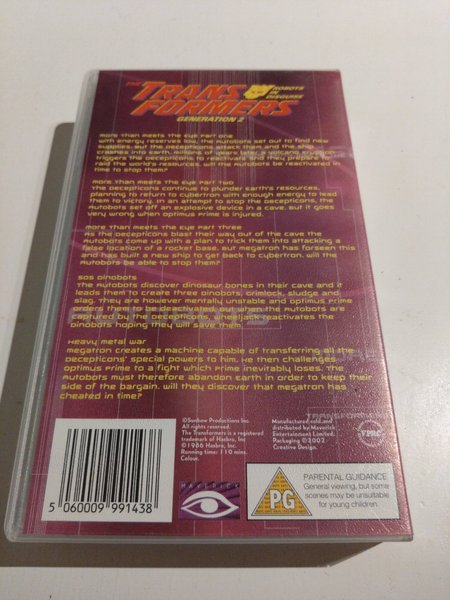 THE TRANSFORMERS
ROBOTS IN DISGUISE
GENERATION 2
more than meets the eye part one
with energy reserves low, the autobots set out to find new
supplies, but the decepticons attack them and the ship
crashes into earth. millions of years later a volcanic eruption
triggers the decepticons to reactivate and they prepare to
raid the world's resources. will the autobots be reactivated in
time to stop them?
more than meets the eye part two
the decepticons continue to plunder earth's resources,
planning to return to cybertron with enough energy to lead
them to victory. in an attempt to stop the decepticons, the
autobots set off an explosive device in a cave, but it goes
very wrong when optimus prime is injured.
more than meets the eye part three
as the decepticons blast their way out of the cave the
autobots come up with a plan to trick them into attacking a
false location of a rocket base. but megatron has forseen this
and has built a new ship to get back to cybertron. will the
autobots be able to stop them?
sos dinobots
the autobots discover dinosaur bones in their cave and it
leads them to create three dinobots, grimlock, sludge and
slag. they are however mentally unstable and optimus prime
orders them to be deactivated. but when the autobots are
captured by the decepticons, wheeljack reactivates the
dinobots hoping they will save them.
heavy metal war
megatron creates a machine capable of transferring all the
decepticons' special powers to him. he then challenges
optimus prime to a fight which prime inevitably loses. the
autobots must therefore abandon earth in order to keep their
side of the bargain. will they discover that megatron has
cheated in time?
TRANSFORMERS
©Sunbow Productions Inc.
All rights reserved.
The Transformers is a registered
trademark of Hasbro, Inc.
©1986 Hasbro, Inc.
Running time: 110 mins.
Colour.
Manufactured, sold and
distributed by Maverick
Entertainment Limited.
Packaging ©2002
Creative Design.
VPRC
5 060009 991438
MAVERICK
PG
PARENTAL GUIDANCE
General viewing, but some
scenes may be unsuitable
for young children.